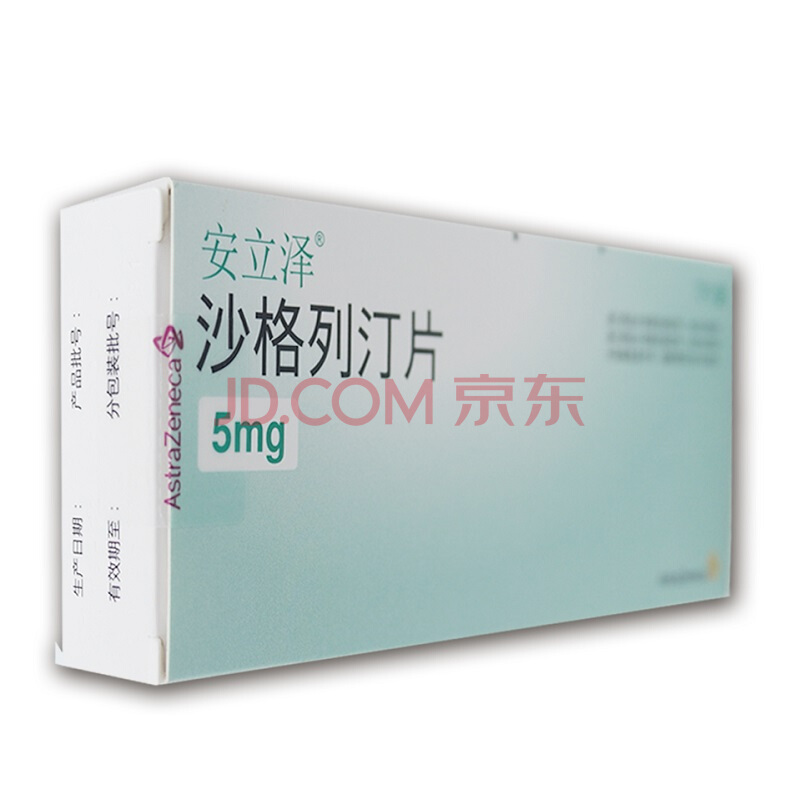 安立泽®
沙格列汀片
5mg
JD.COM 京东
AstraZeneca
产品批号：
分包装批号：
生产日期：
有效期至：